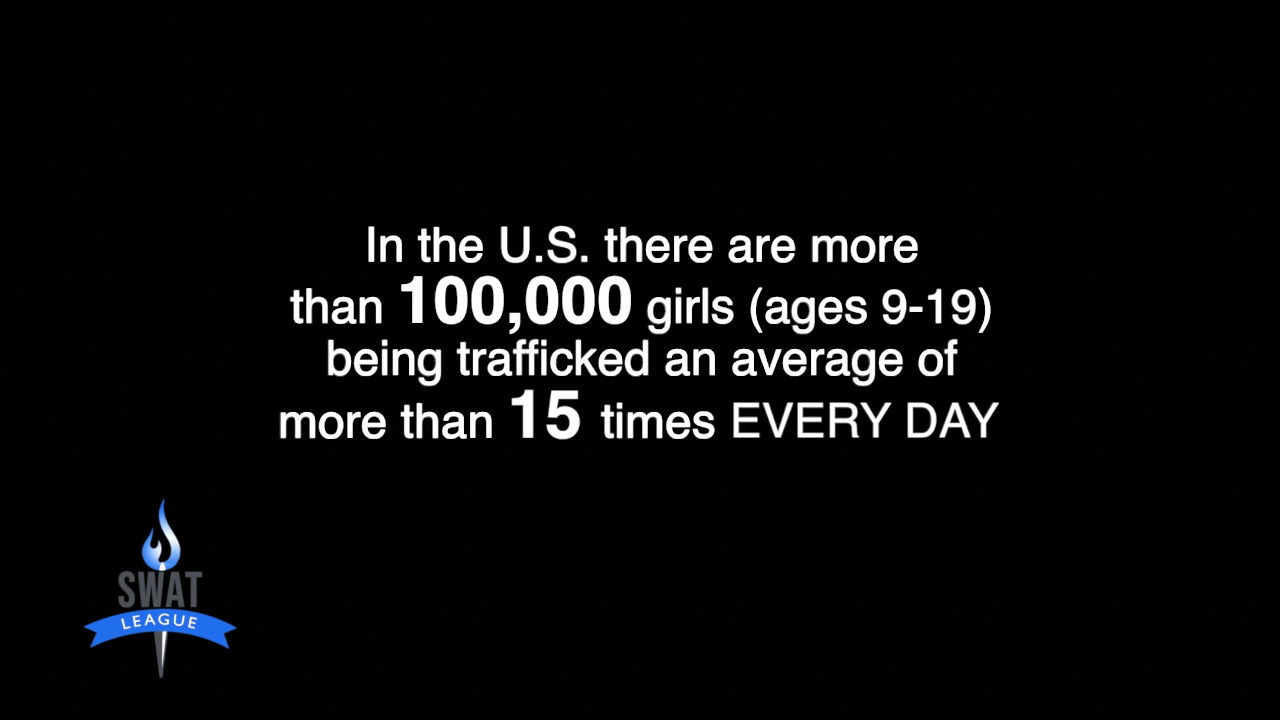 In the U.S. there are more
than 100,000 girls (ages 9-19)
being trafficked an average of
more than 15 times EVERY DAY
SWAT
LEAGUE